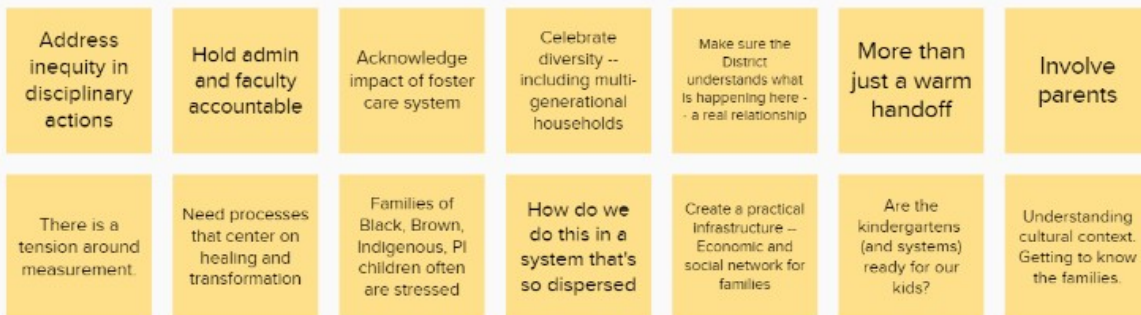 Address
inequity in
disciplinary
actions
Hold admin
and faculty
accountable
Acknowledge
impact of foster
care system
Celebrate
diversity --
including multi-
generational
households
Make sure the
District
understands what
is happening here -
- a real relationship
More than
just a warm
handoff
Involve
parents
There is a
tension around
measurement.
Need processes
that center on
healing and
transformation
Families of
Black, Brown,
Indigenous, PI
children often
are stressed
How do we
do this in a
system that's
so dispersed
Create a practical
Infrastructure --
Economic and
social network for
families
Are the
kindergartens
(and systems)
ready for our
kids?
Understanding
cultural context.
Getting to know
the families.